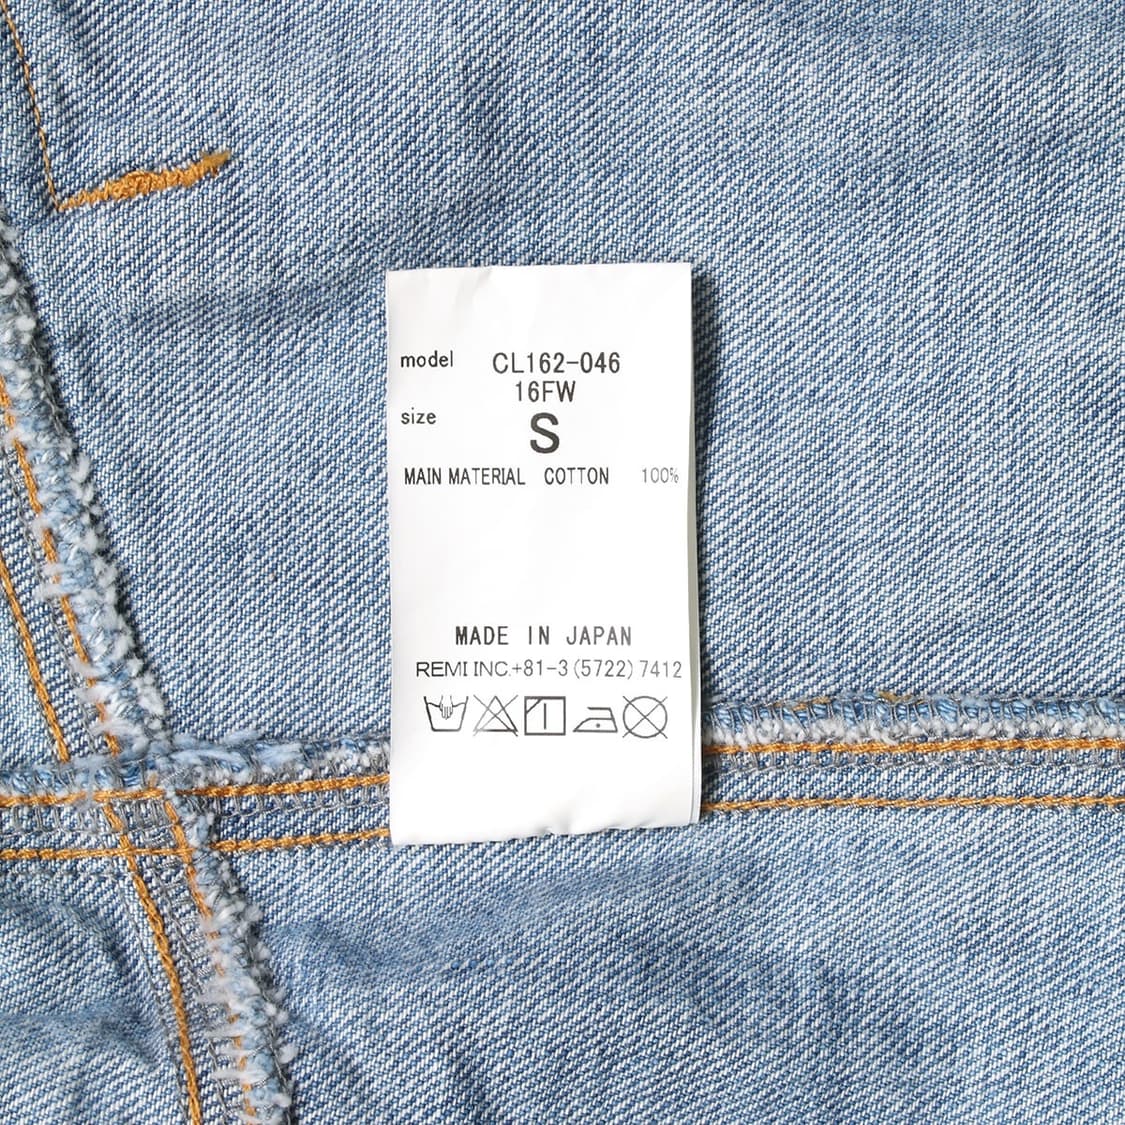 model CL162-046
16FW
size S
MAIN MATERIAL COTTON 100%
MADE IN JAPAN
REMI INC.+81-3(5722)7412